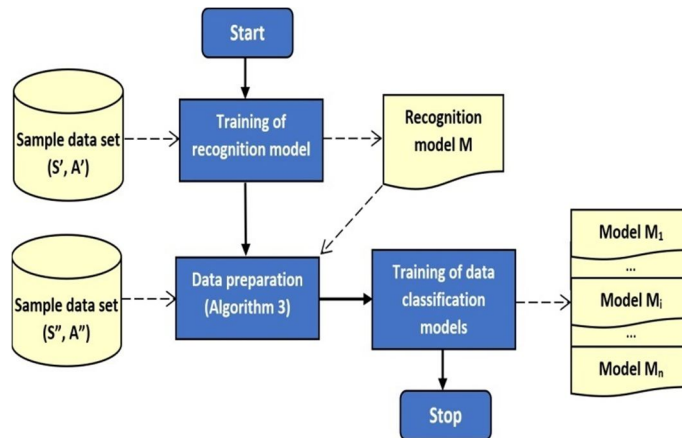 Start
Sample data set
(S', A')
Training of
recognition model
Recognition
model M
Sample data set
(S", A")
Data preparation
(Algorithm 3)
Training of data
classification
models
Model M₁
...
Model Mᵢ
...
Model Mₙ
Stop